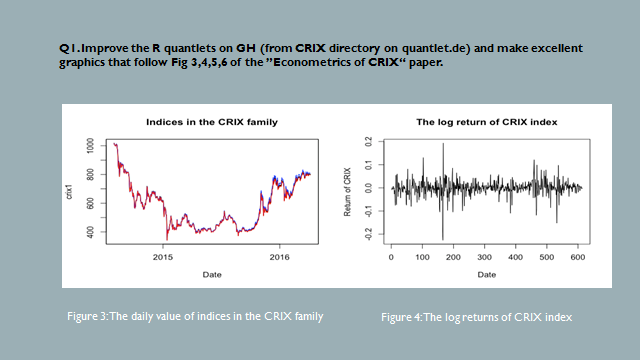 Q1.Improve the R quantlets on GH (from CRIX directory on quantlet.de) and make excellent
graphics that follow Fig 3,4,5,6 of the ”Econometrics of CRIX“ paper.
Indices in the CRIX family
crix1
1000
800
600
400
2015
2016
Date
The log return of CRIX index
Return of CRIX
0.2
0.1
0.0
-0.1
-0.2
0
100
200
300
400
500
600
Date
Figure 3:The daily value of indices in the CRIX family
Figure 4:The log returns of CRIX index